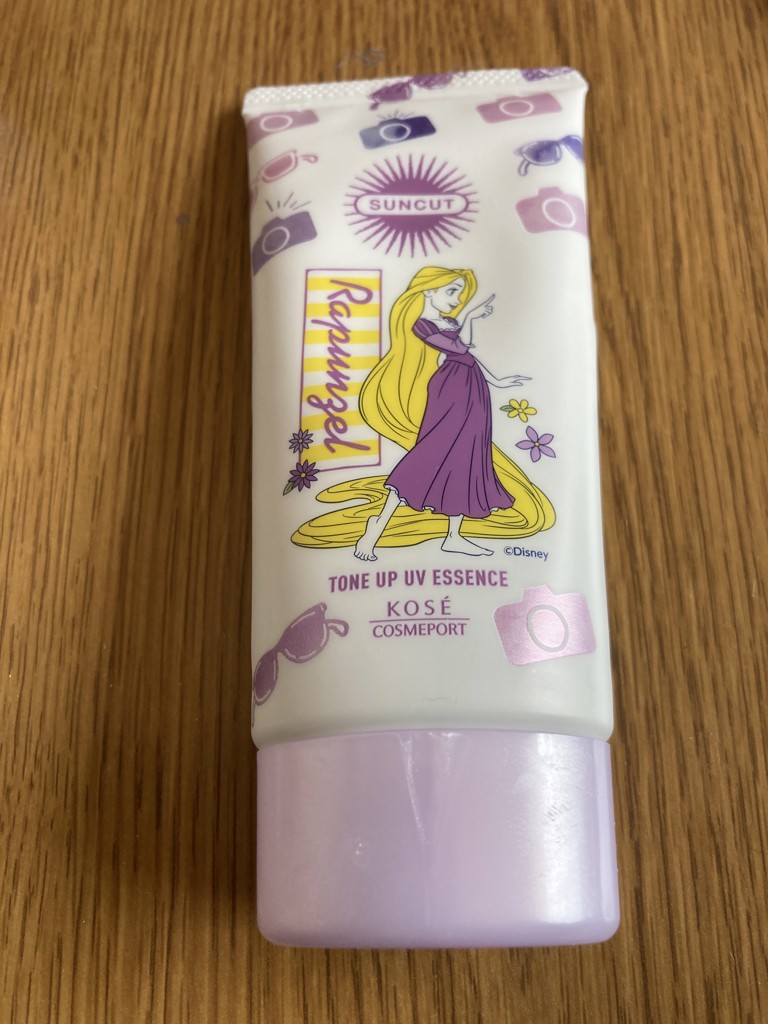 SUNCUT
Rapunzel
©Disney
TONE UP UV ESSENCE
KOSÉ
COSMEPORT